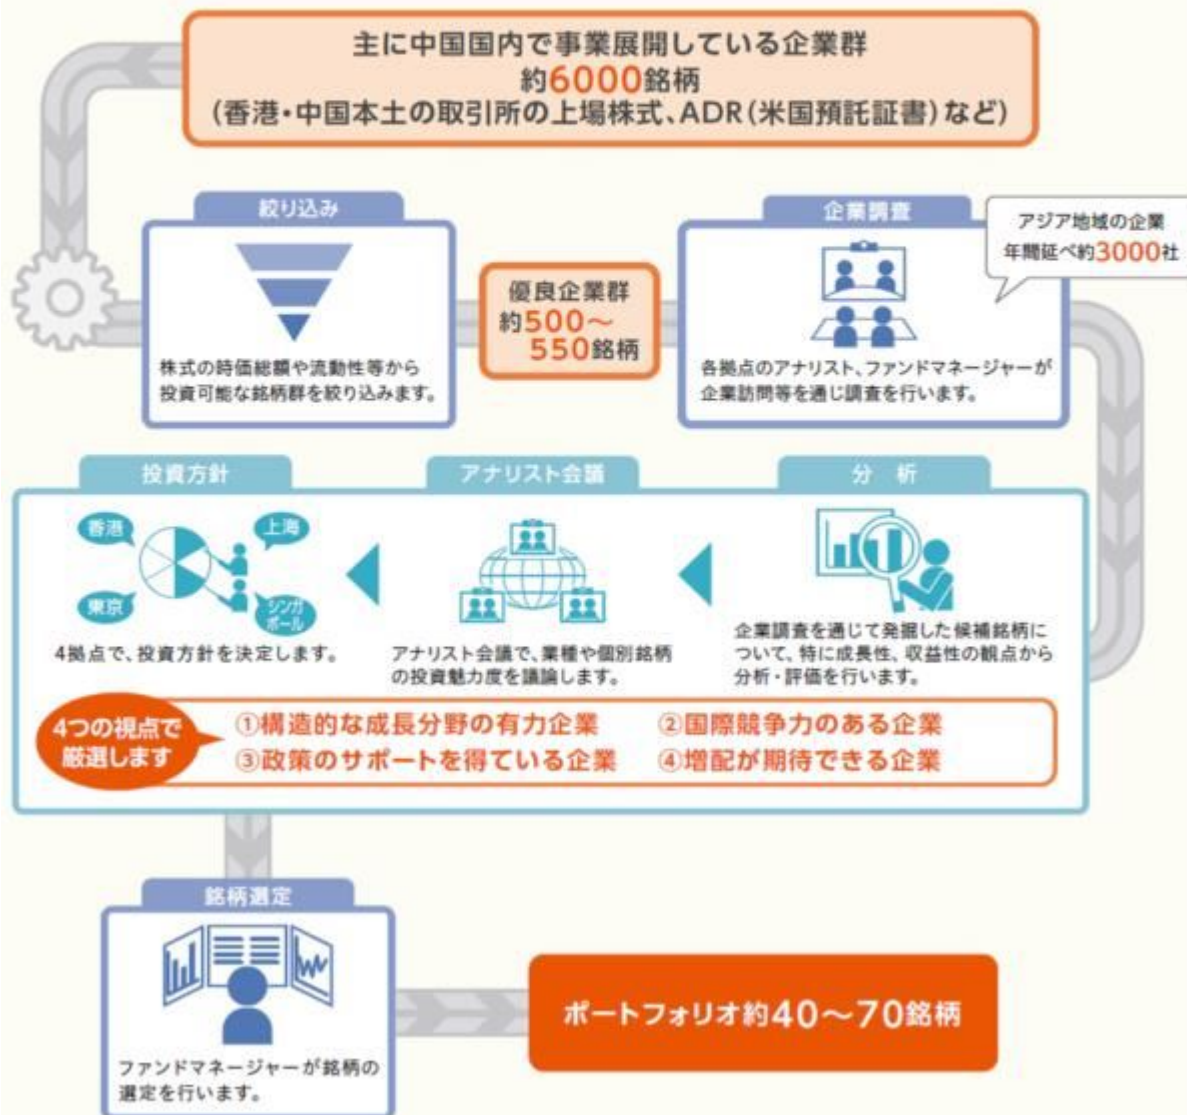 主に中国国内で事業展開している企業群
約6000銘柄
(香港・中国本土の取引所の上場株式、ADR(米国預託証書)など)
絞り込み
株式の時価総額や流動性等から
投資可能な銘柄群を絞り込みます。
優良企業群
約500〜
550銘柄
企業調査
アジア地域の企業
年間延べ約3000社
各拠点のアナリスト、ファンドマネージャーが
企業訪問等を通じ調査を行います。
投資方針
香港
上海
東京
シンガ
ポール
4拠点で、投資方針を決定します。
アナリスト会議
アナリスト会議で、業種や個別銘柄
の投資魅力度を議論します。
分 析
企業調査を通じて発掘した候補銘柄に
ついて、特に成長性、収益性の観点から
分析・評価を行います。
4つの視点で
厳選します
①構造的な成長分野の有力企業 ②国際競争力のある企業
③政策のサポートを得ている企業 ④増配が期待できる企業
銘柄選定
ファンドマネージャーが銘柄の
選定を行います。
ポートフォリオ約40〜70銘柄